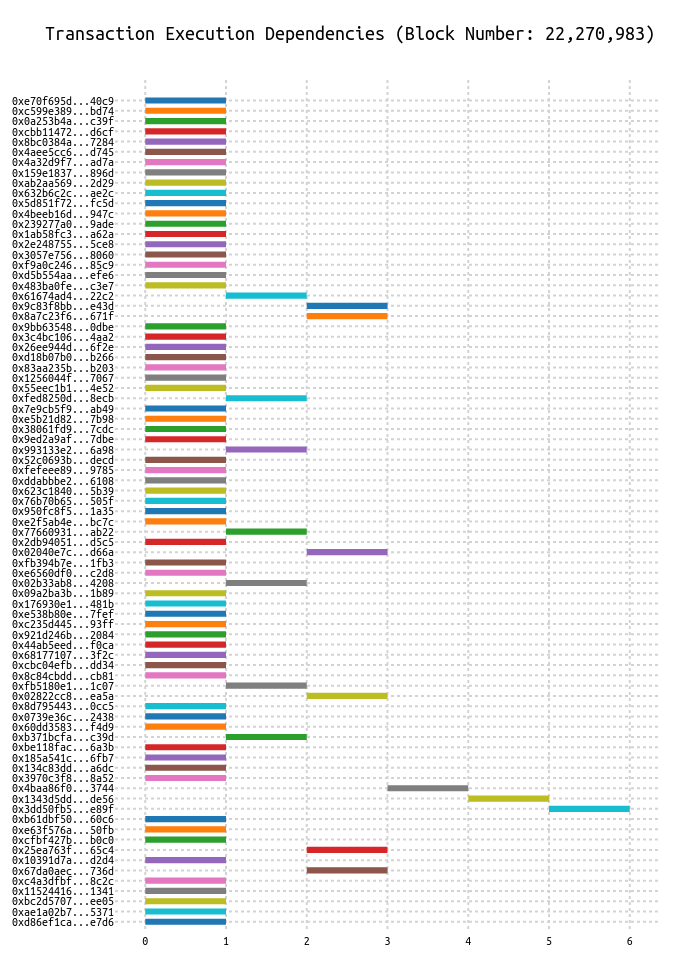 Transaction Execution Dependencies (Block Number: 22,270,983)
0xe70f695d...40c9
0xc599e389...bd74
0x0a253b4a...c39f
0xcbb11472...d6cf
0x8bc0384a...7284
0x4aee5cc6...d745
0x4a32d9f7...ad7a
0x159e1837...896d
0xab2aa569...2d29
0x632b6c2c...ae2c
0x5d851f72...fc5d
0x4beeb16d...947c
0x239277a0...9ade
0x1ab58fc3...a62a
0x2e248755...5ce8
0x3057e756...8060
0xf9a0c246...85c9
0xd5b554aa...efe6
0x483ba0fe...c3e7
0x61674ad4...22c2
0x9c83f8bb...e43d
0x8a7c23f6...671f
0x9bb63548...0dbe
0x3c4bc106...4aa2
0x26ee944d...6f2e
0xd18b07b0...b266
0x83aa235b...b203
0x1256044f...7067
0x55eec1b1...4e52
0xfed8250d...8ecb
0x7e9cb5f9...ab49
0xe5b21d82...7b98
0x38061fd9...7cdc
0x9ed2a9af...7dbe
0x993133e2...6a98
0x52c0693b...decd
0xfefeee89...9785
0xddabbbe2...6108
0x623c1840...5b39
0x76b70b65...505f
0x950fc8f5...1a35
0xe2f5ab4e...bc7c
0x77660931...ab22
0x2db94051...d5c5
0x02040e7c...d66a
0xfb394b7e...1fb3
0xe6560df0...c2d8
0x02b33ab8...4208
0x09a2ba3b...1b89
0x176930e1...481b
0xe538b80e...7fef
0xc235d445...93ff
0x921d246b...2084
0x44ab5eed...f0ca
0x68177107...3f2c
0xcbc04efb...dd34
0x8c84cbdd...cb81
0xfb5180e1...1c07
0x02822cc8...ea5a
0x8d795443...0cc5
0x0739e36c...2438
0x60dd3583...f4d9
0xb371bcfa...c39d
0xbe118fac...6a3b
0x185a541c...6fb7
0x134c83dd...a6dc
0x3970c3f8...8a52
0x4baa86f0...3744
0x1343d5dd...de56
0x3dd50fb5...e89f
0xb61dbf50...60c6
0xe63f576a...50fb
0xcfbf427b...b0c0
0x25ea763f...65c4
0x10391d7a...d2d4
0x67da0aec...736d
0xc4a3dfbf...8c2c
0x11524416...1341
0xbc2d5707...ee05
0xae1a02b7...5371
0xd86ef1ca...e7d6
0 1 2 3 4 5 6